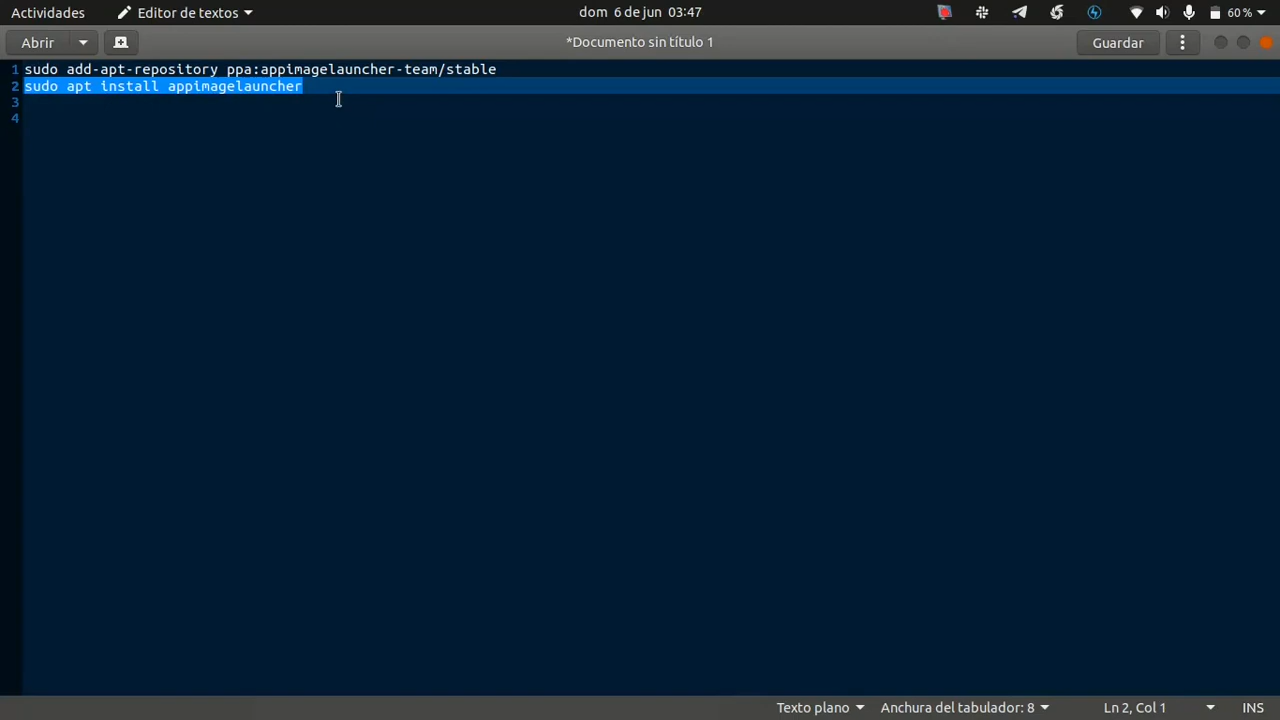 Actividades
Editor de textos
dom 6 de jun 03:47
60 %
Abrir
*Documento sin título 1
Guardar
1 sudo add-apt-repository ppa:appimagelauncher-team/stable
2 sudo apt install appimagelauncher
3
4
Texto plano
Anchura del tabulador: 8
Ln 2, Col 1
INS